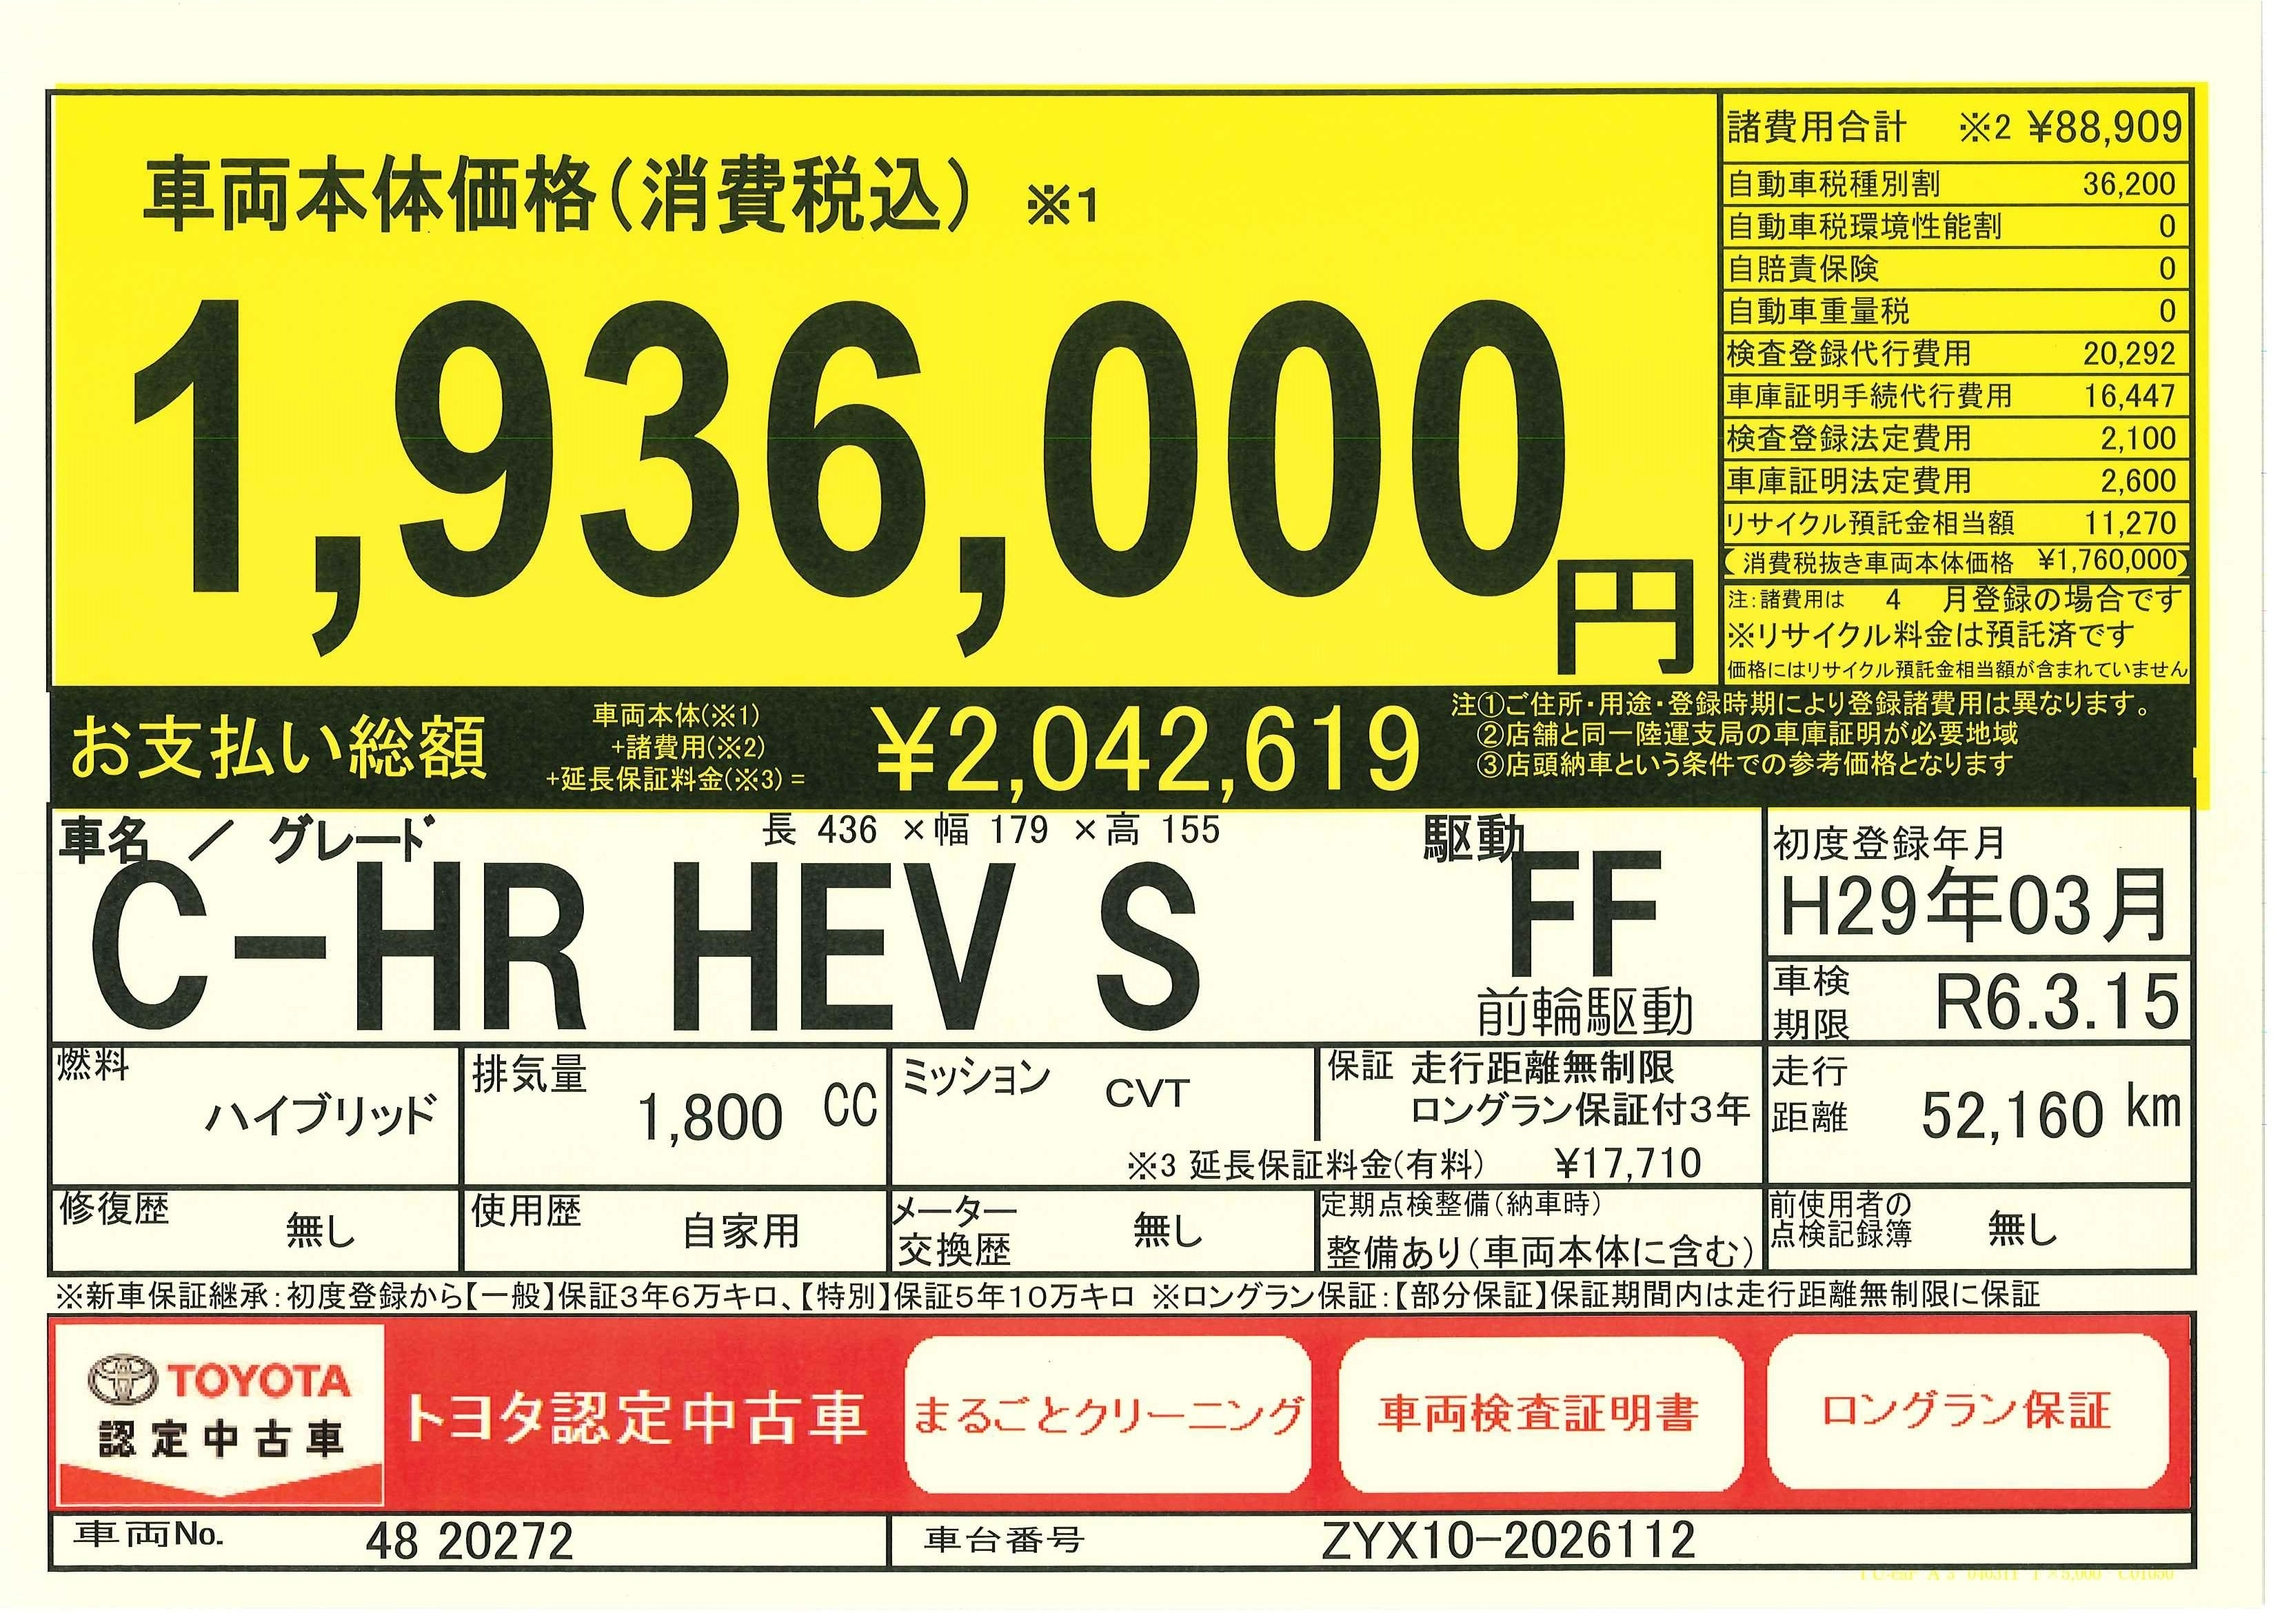 車両本体価格(消費税込) ※1
1,936,000円
諸費用合計 ※2 ¥88,909
自動車税種別割 36,200
自動車税環境性能割 0
自賠責保険 0
自動車重量税 0
検査登録代行費用 20,292
車庫証明手続代行費用 16,447
検査登録法定費用 2,100
車庫証明法定費用 2,600
リサイクル預託金相当額 11,270
(消費税抜き車両本体価格 ¥1,760,000)
注:諸費用は 4 月登録の場合です
※リサイクル料金は預託済です
価格にはリサイクル預託金相当額が含まれていません
お支払い総額
車両本体(※1)
+諸費用(※2)
+延長保証料金(※3)=
¥2,042,619
注①ご住所・用途・登録時期により登録諸費用は異なります。
②店舗と同一陸運支局の車庫証明が必要地域
③店頭納車という条件での参考価格となります
車名 / グレード
長 436 ×幅 179 ×高 155
C-HR HEV S
駆動
FF
前輪駆動
初度登録年月
H29年03月
車検
期限
R6.3.15
燃料
ハイブリッド
排気量
1,800 CC
ミッション
CVT
保証 走行距離無制限
ロングラン保証付3年
※3 延長保証料金(有料) ¥17,710
走行
距離
52,160 km
修復歴
無し
使用歴
自家用
メーター
交換歴
無し
定期点検整備(納車時)
整備あり(車両本体に含む)
前使用者の
点検記録簿
無し
※新車保証継承:初度登録から【一般】保証3年6万キロ、【特別】保証5年10万キロ ※ロングラン保証:【部分保証】保証期間内は走行距離無制限に保証
TOYOTA
認定中古車
トヨタ認定中古車
まるごとクリーニング
車両検査証明書
ロングラン保証
車両No.
48 20272
車台番号
ZYX10-2026112